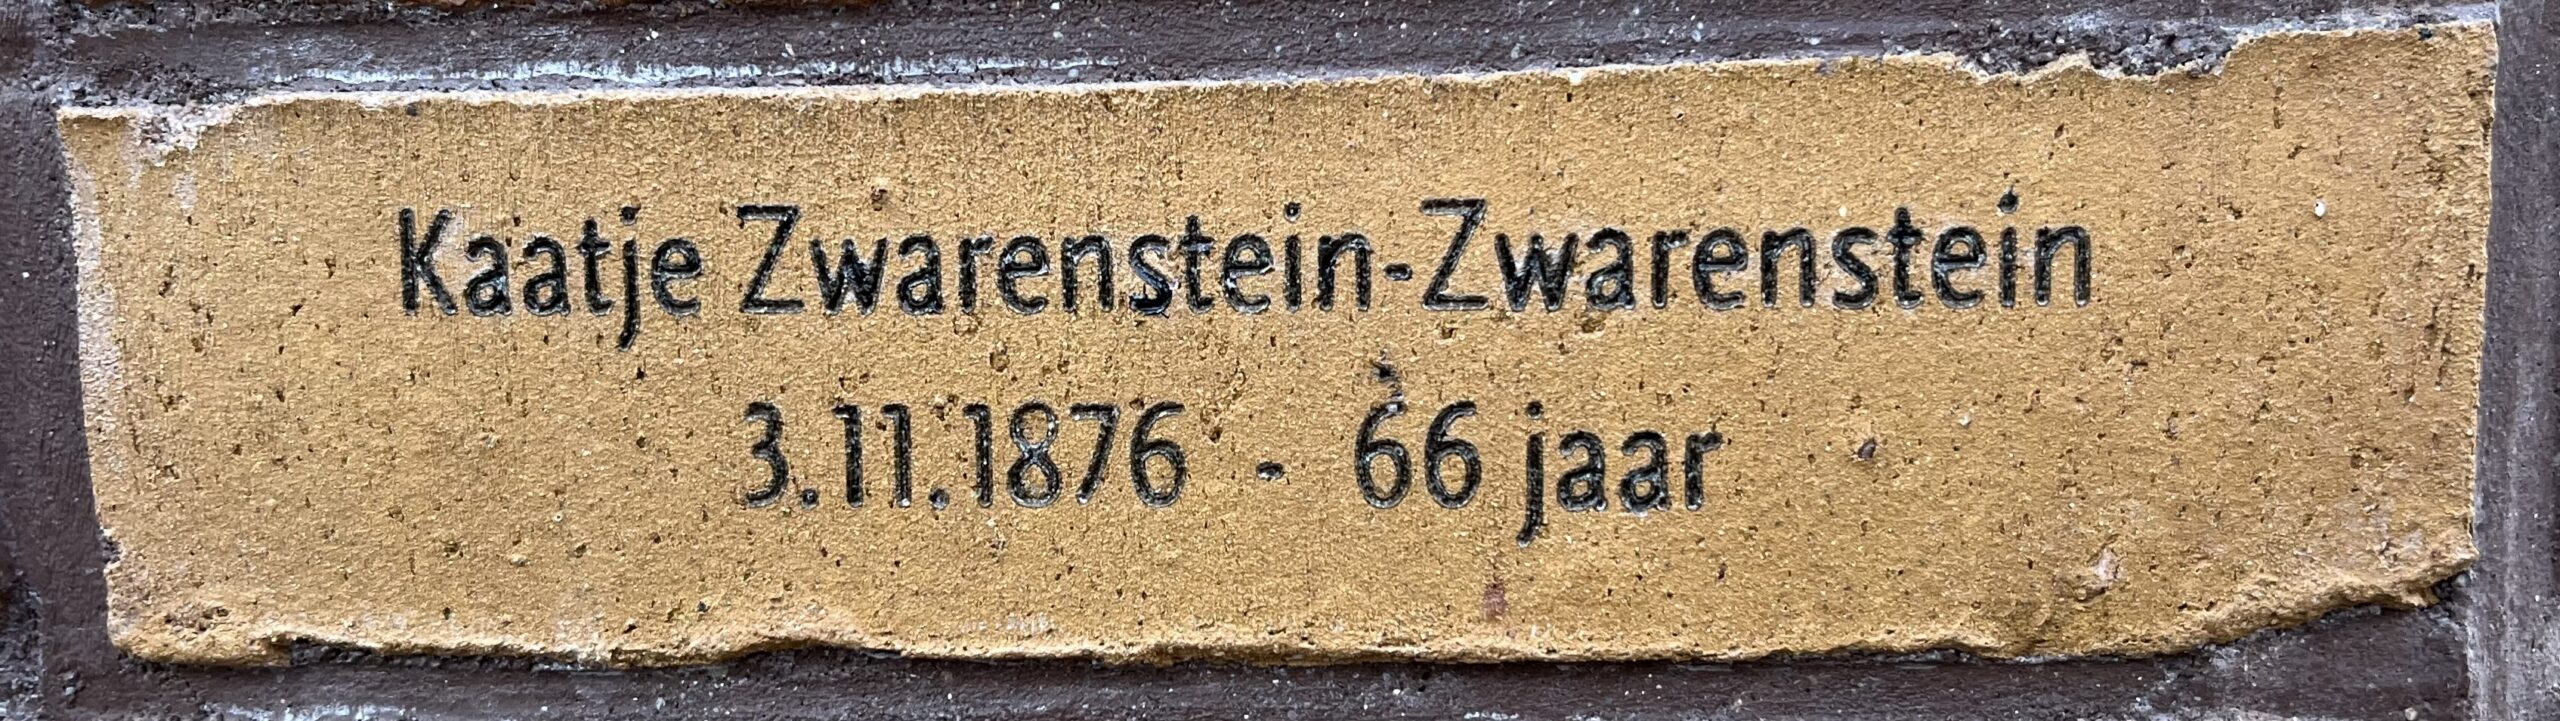 Kaatje Zwarenstein-Zwarenstein
3.11.1876 - 66 jaar